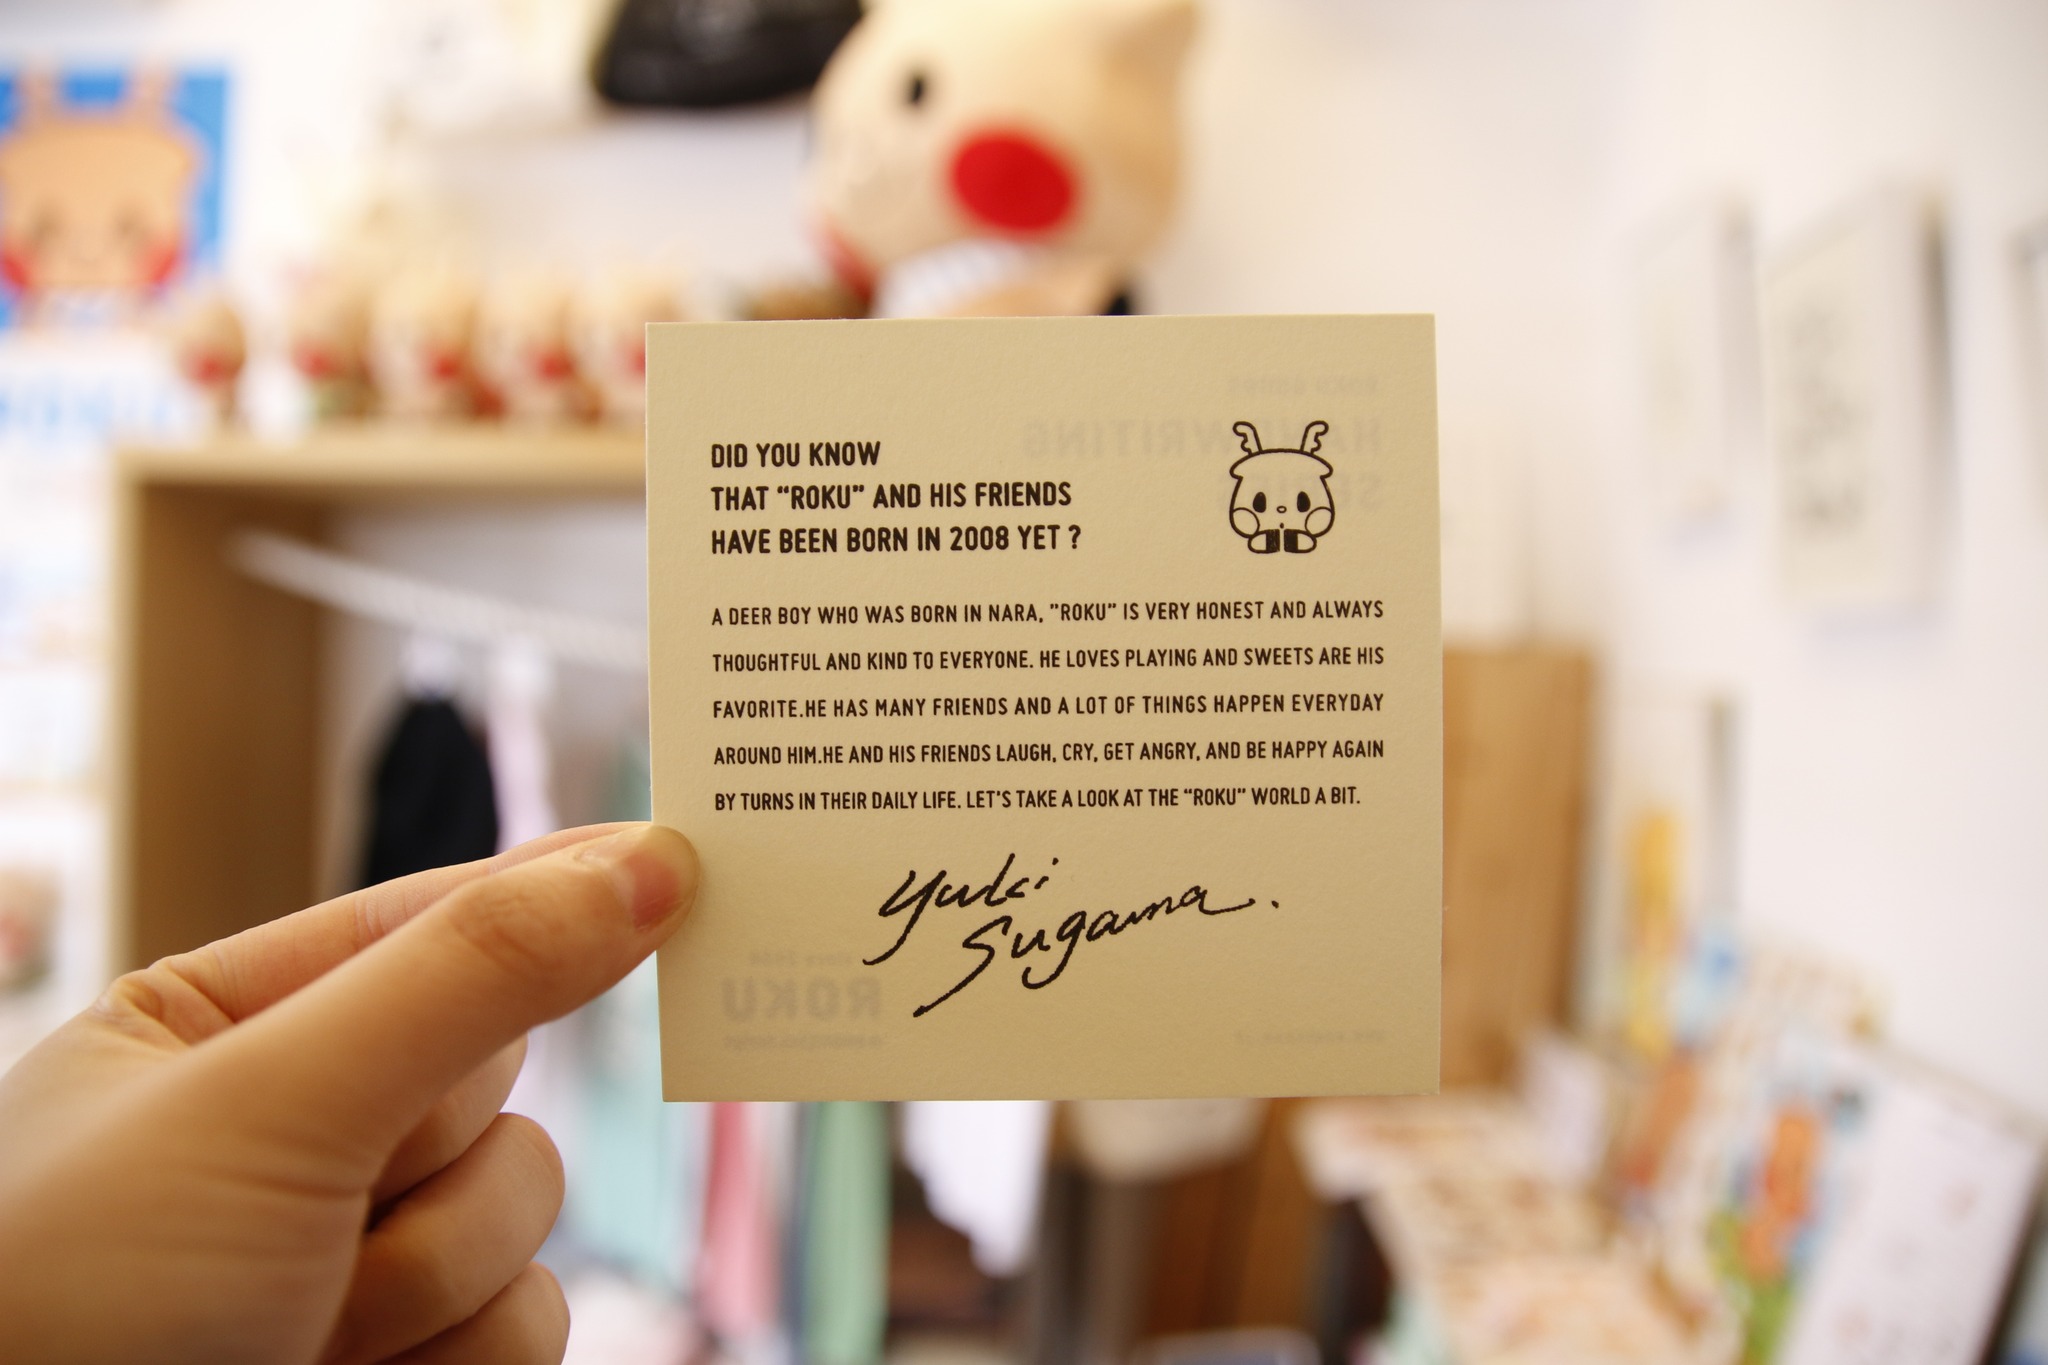 DID YOU KNOW
THAT “ROKU” AND HIS FRIENDS
HAVE BEEN BORN IN 2008 YET ?
A DEER BOY WHO WAS BORN IN NARA, ”ROKU” IS VERY HONEST AND ALWAYS
THOUGHTFUL AND KIND TO EVERYONE. HE LOVES PLAYING AND SWEETS ARE HIS
FAVORITE.HE HAS MANY FRIENDS AND A LOT OF THINGS HAPPEN EVERYDAY
AROUND HIM.HE AND HIS FRIENDS LAUGH, CRY, GET ANGRY, AND BE HAPPY AGAIN
BY TURNS IN THEIR DAILY LIFE. LET'S TAKE A LOOK AT THE “ROKU” WORLD A BIT.
Yuki
Sugama.
HANDWRITING
ROKU